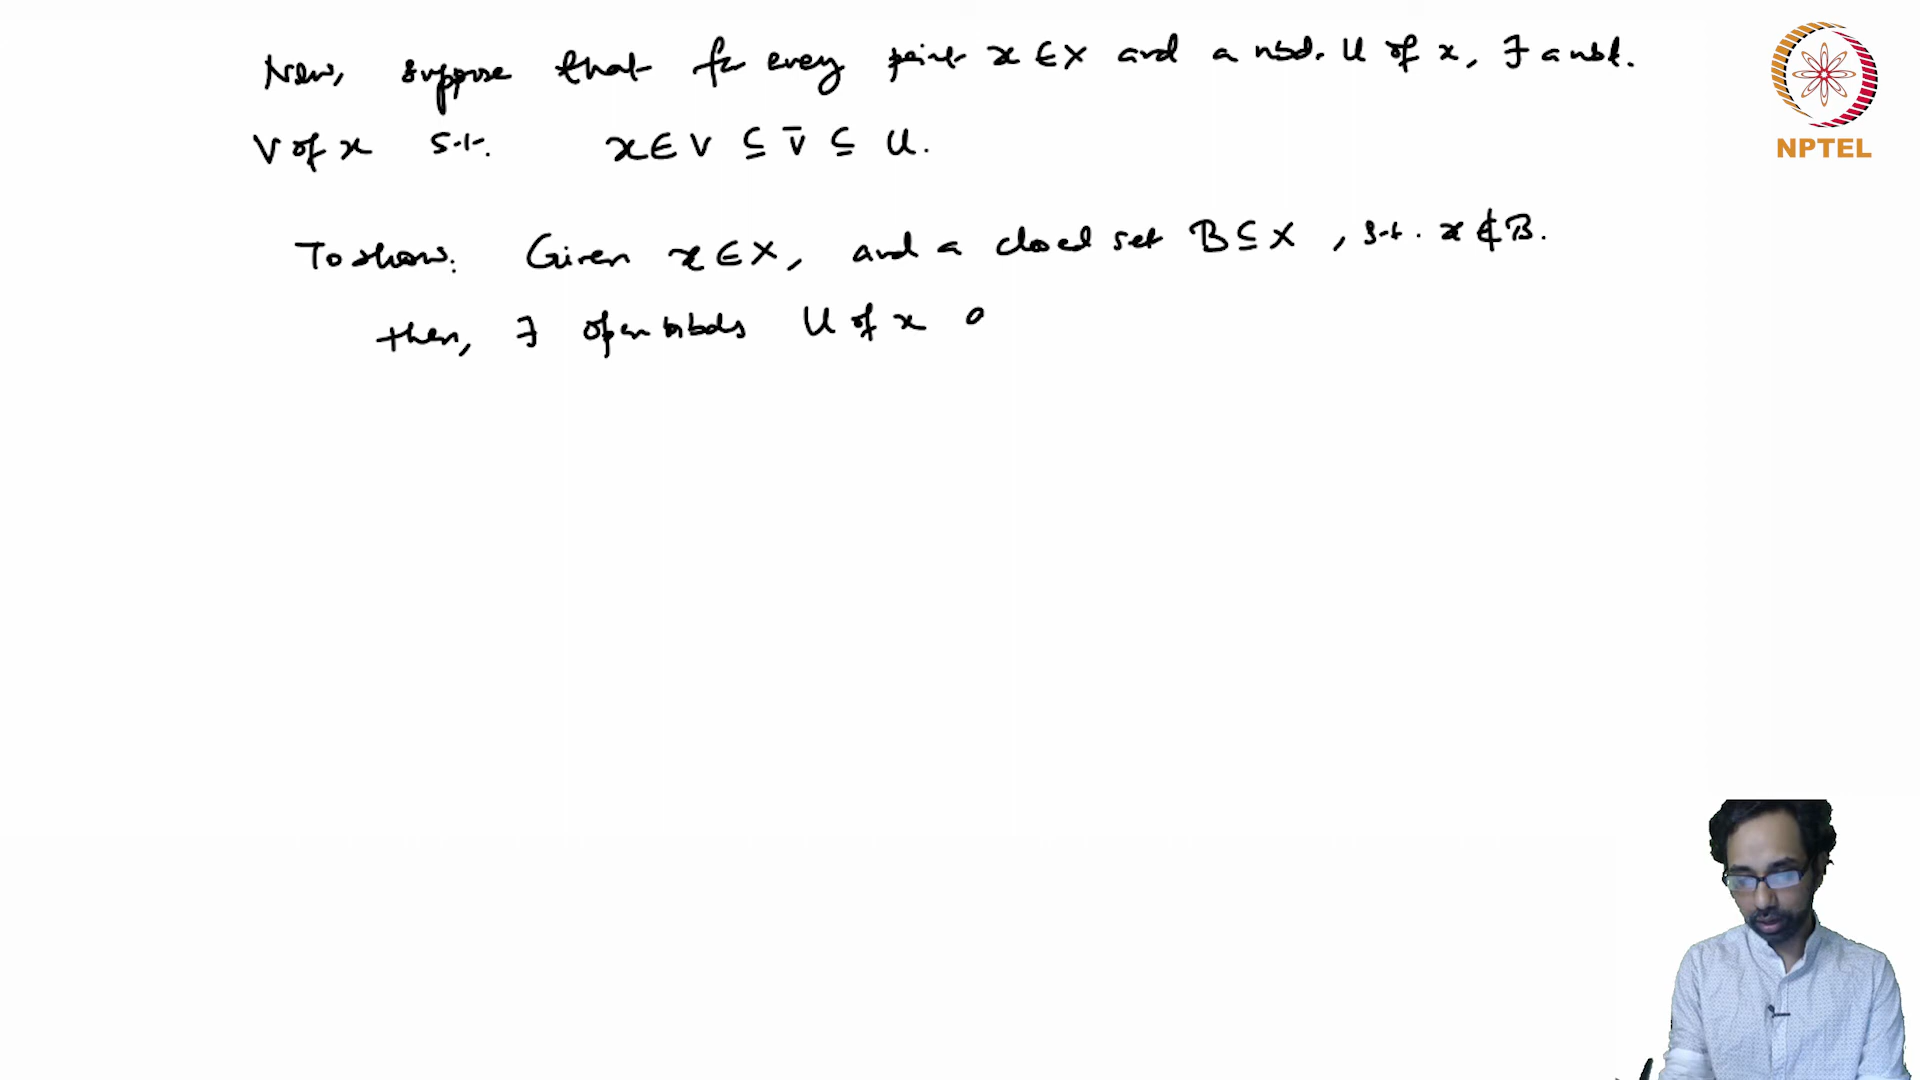 Now, suppose that for every point x ∈ X and a nbd. U of x, ∃ a nbd.
V of x s.t. x ∈ V ⊆ V̄ ⊆ U.
To show: Given x ∈ X, and a closed set B ⊆ X, s.t. x ∉ B.
then, ∃ open nbds U of x a
NPTEL